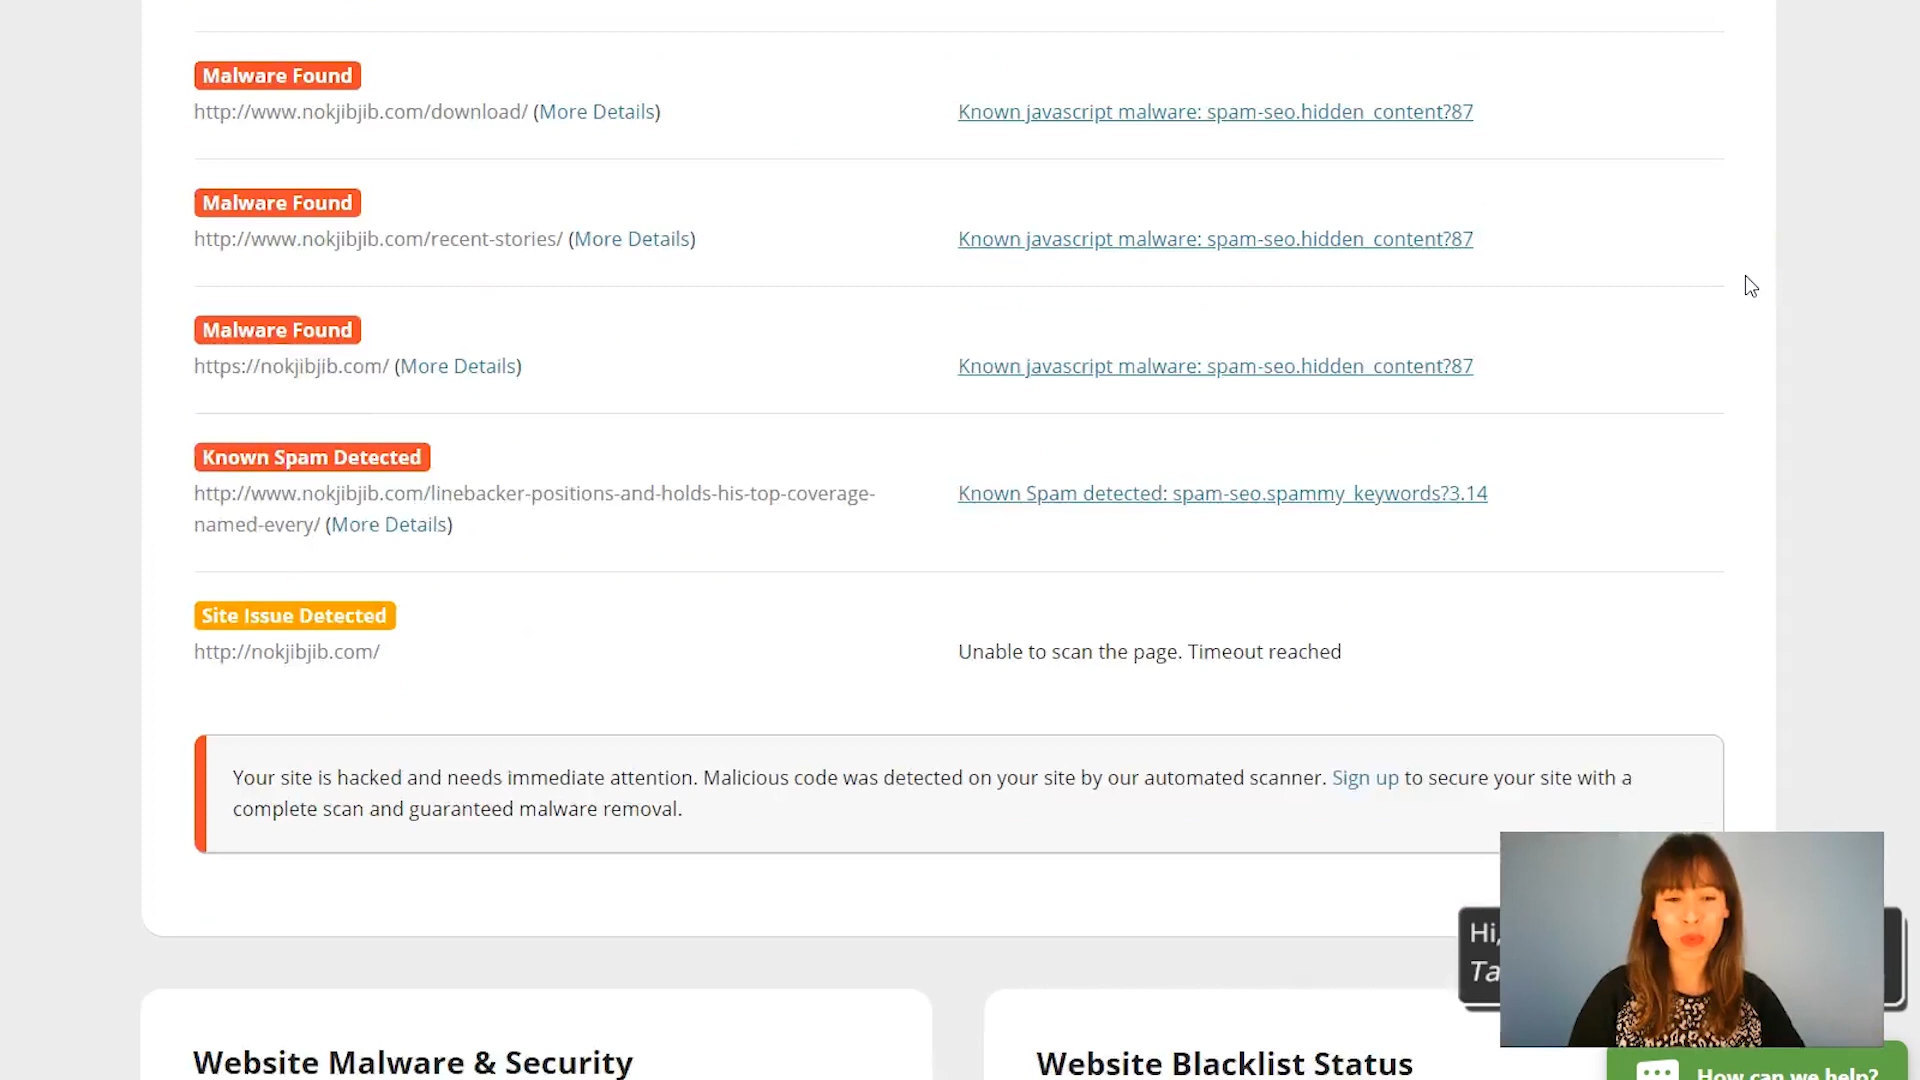 Malware Found
http://www.nokjibjib.com/download/ (More Details)
Known javascript malware: spam-seo.hidden_content?87
Malware Found
http://www.nokjibjib.com/recent-stories/ (More Details)
Known javascript malware: spam-seo.hidden_content?87
Malware Found
https://nokjibjib.com/ (More Details)
Known javascript malware: spam-seo.hidden_content?87
Known Spam Detected
http://www.nokjibjib.com/linebacker-positions-and-holds-his-top-coverage-
named-every/ (More Details)
Known Spam detected: spam-seo.spammy_keywords?3.14
Site Issue Detected
http://nokjibjib.com/
Unable to scan the page. Timeout reached
Your site is hacked and needs immediate attention. Malicious code was detected on your site by our automated scanner. Sign up to secure your site with a
complete scan and guaranteed malware removal.
Hi,
Ta
Website Malware & Security
Website Blacklist Status
How can we help?